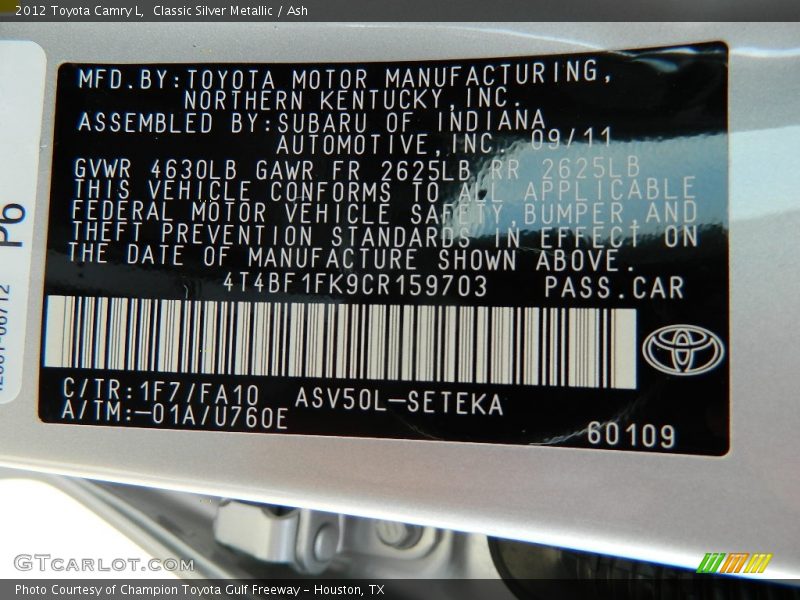 2012 Toyota Camry L, Classic Silver Metallic / Ash
MFD.BY:TOYOTA MOTOR MANUFACTURING,
NORTHERN KENTUCKY,INC.
ASSEMBLED BY:SUBARU OF INDIANA
AUTOMOTIVE,INC. 09/11
GVWR 4630LB GAWR FR 2625LB RR 2625LB
THIS VEHICLE CONFORMS TO ALL APPLICABLE
FEDERAL MOTOR VEHICLE SAFETY,BUMPER,AND
THEFT PREVENTION STANDARDS IN EFFECT ON
THE DATE OF MANUFACTURE SHOWN ABOVE.
4T4BF1FK9CR159703 PASS.CAR
C/TR:1F7/FA10 ASV50L-SETEKA
A/TM:-01A/U760E
60109
P6
GTCarlot.com
Photo Courtesy of Champion Toyota Gulf Freeway - Houston, TX